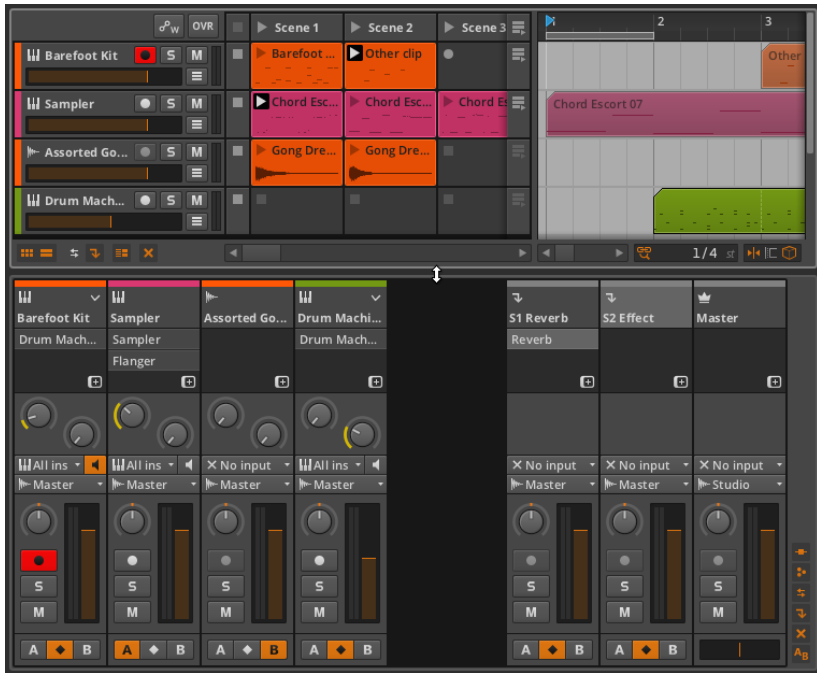 W OVR Scene 1 Scene 2 Scene 3 2 3
Barefoot Kit S M Barefoot ... Other clip Other
Sampler S M Chord Esc... Chord Esc... Chord Es Chord Escort 07
Assorted Go... S M Gong Dre... Gong Dre...
Drum Mach... S M
1/4 st
Barefoot Kit Sampler Assorted Go... Drum Machi... S1 Reverb S2 Effect Master
Drum Mach... Sampler Drum Mach... Reverb
Flanger
All ins All ins No input All ins No input No input No input
Master Master Master Master Master Master Studio
S S S S S S S
M M M M M M M
A B A B A B A B A B A B
AB